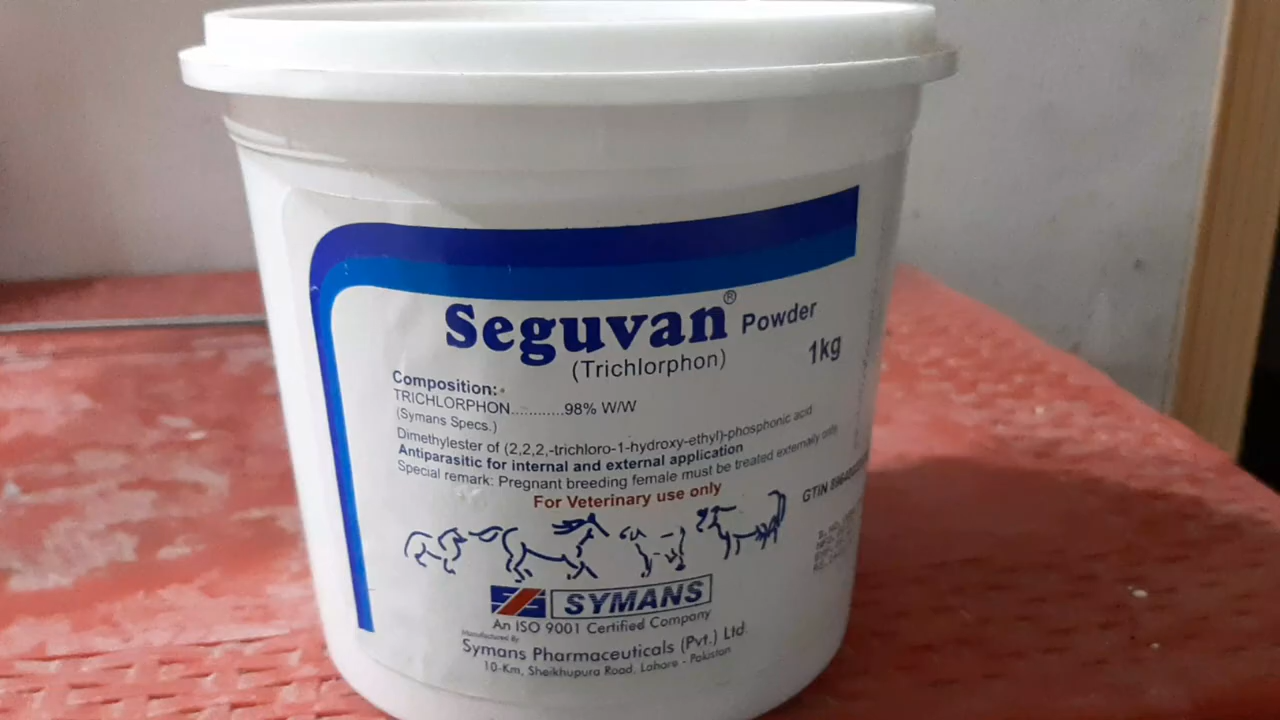 Seguvan® Powder
1kg
(Trichlorphon)
Composition:
TRICHLORPHON............98% W/W
(Symans Specs.)
Dimethylester of (2,2,2,-trichloro-1-hydroxy-ethyl)-phosphonic acid
Antiparasitic for internal and external application
Special remark: Pregnant breeding female must be treated externally only
For Veterinary use only
GTIN
SYMANS
An ISO 9001 Certified Company
Manufactured By
Symans Pharmaceuticals (Pvt.) Ltd.
10-Km, Sheikhupura Road, Lahore - Pakistan